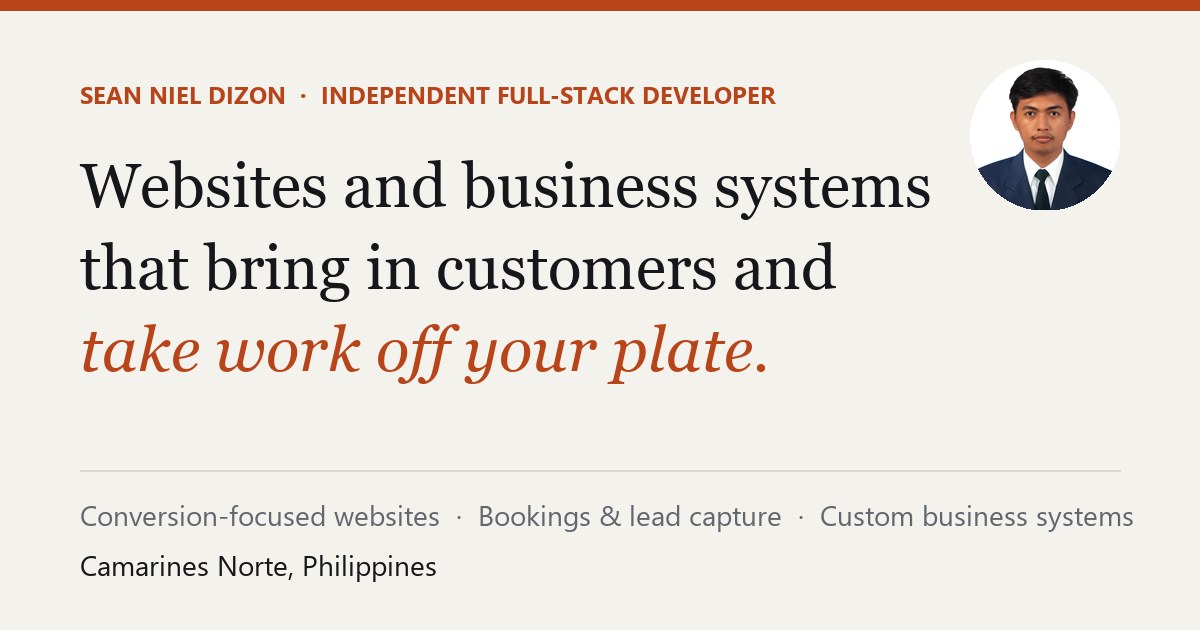 SEAN NIEL DIZON · INDEPENDENT FULL-STACK DEVELOPER
Websites and business systems
that bring in customers and
take work off your plate.
Conversion-focused websites · Bookings & lead capture · Custom business systems
Camarines Norte, Philippines